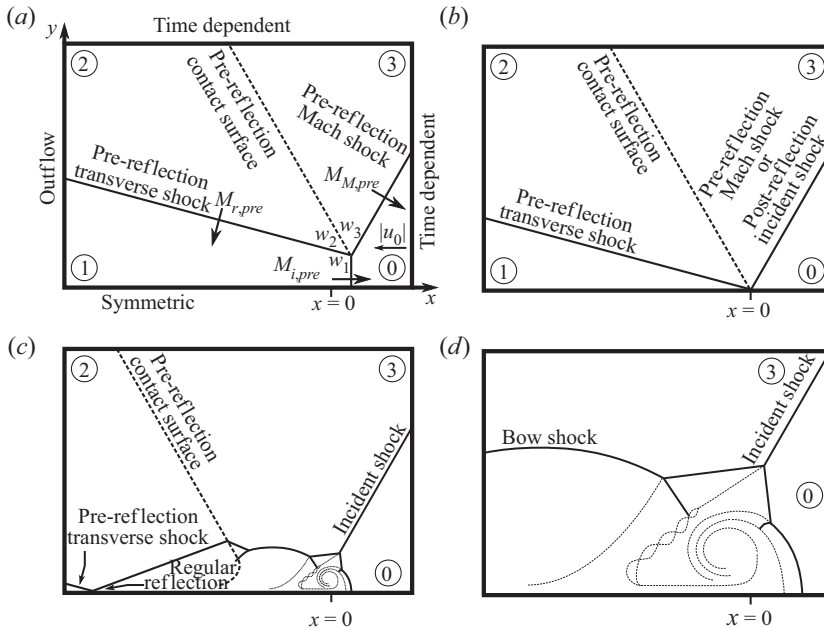 (a)
y
Time dependent
2
3
Pre-reflection
contact surface
Pre-reflection
Mach shock
Outflow
Pre-reflection
transverse shock
M_{r,pre}
M_{M,pre}
Time dependent
w_2
w_3
w_1
|u_0|
1
M_{i,pre}
0
Symmetric
x = 0
x
(b)
2
3
Pre-reflection
contact surface
Pre-reflection
Mach shock
or
Post-reflection
incident shock
Pre-reflection
transverse shock
1
0
x = 0
(c)
2
3
Pre-reflection
contact surface
Incident shock
Pre-reflection
transverse shock
Regular
reflection
0
x = 0
(d)
3
Bow shock
Incident shock
0
x = 0